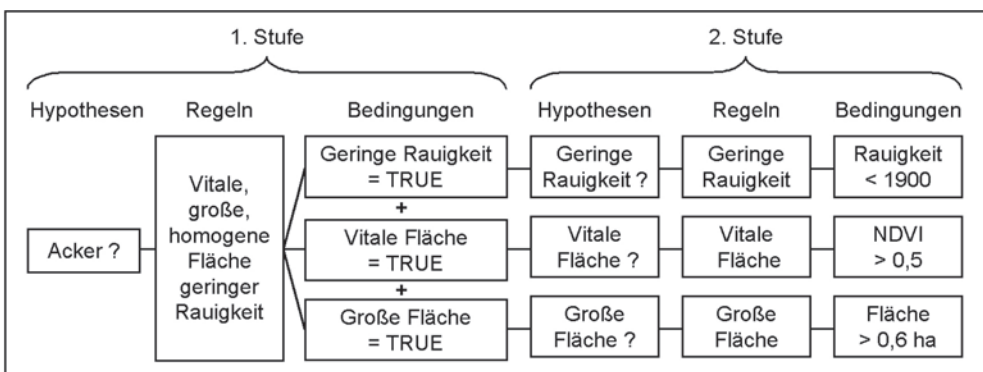 1. Stufe
2. Stufe
Hypothesen
Regeln
Bedingungen
Hypothesen
Regeln
Bedingungen
Acker ?
Vitale,
große,
homogene
Fläche
geringer
Rauigkeit
Geringe Rauigkeit
= TRUE
+
Vitale Fläche
= TRUE
+
Große Fläche
= TRUE
Geringe
Rauigkeit ?
Geringe
Rauigkeit
Rauigkeit
< 1900
Vitale
Fläche ?
Vitale
Fläche
NDVI
> 0,5
Große
Fläche ?
Große
Fläche
Fläche
> 0,6 ha